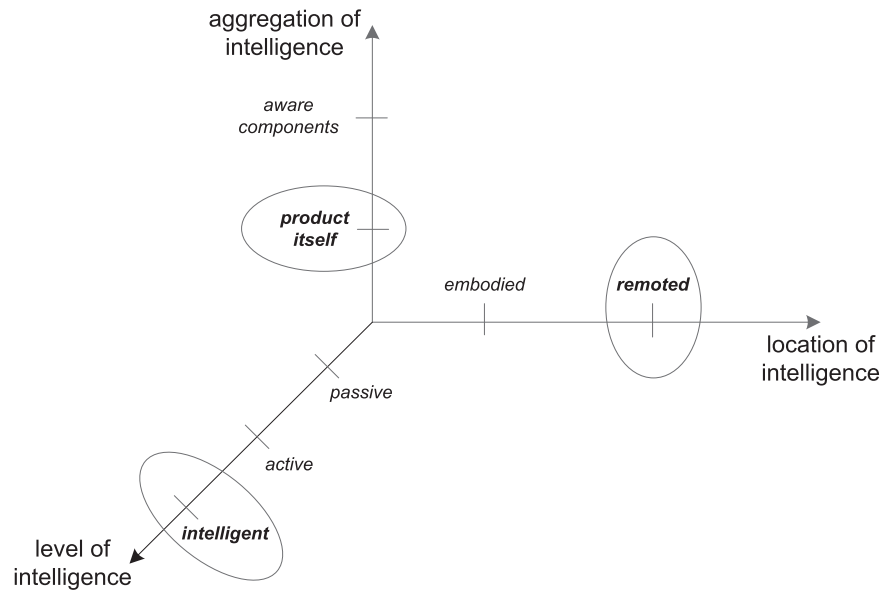 aggregation of
intelligence
aware
components
product
itself
embodied
remoted
location of
intelligence
passive
active
intelligent
level of
intelligence